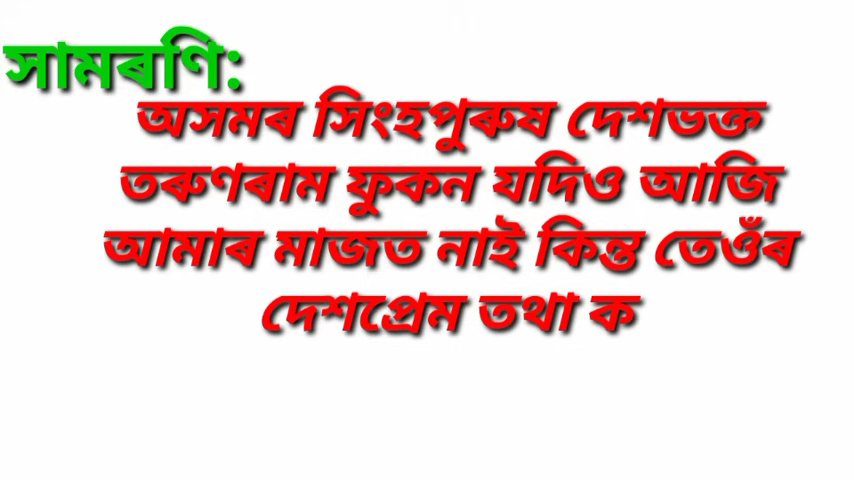 সামৰণি:
অসমৰ সিংহপুৰুষ দেশভক্ত
তৰুণৰাম ফুকন যদিও আজি
আমাৰ মাজত নাই কিন্ত তেওঁৰ
দেশপ্ৰেম তথা ক